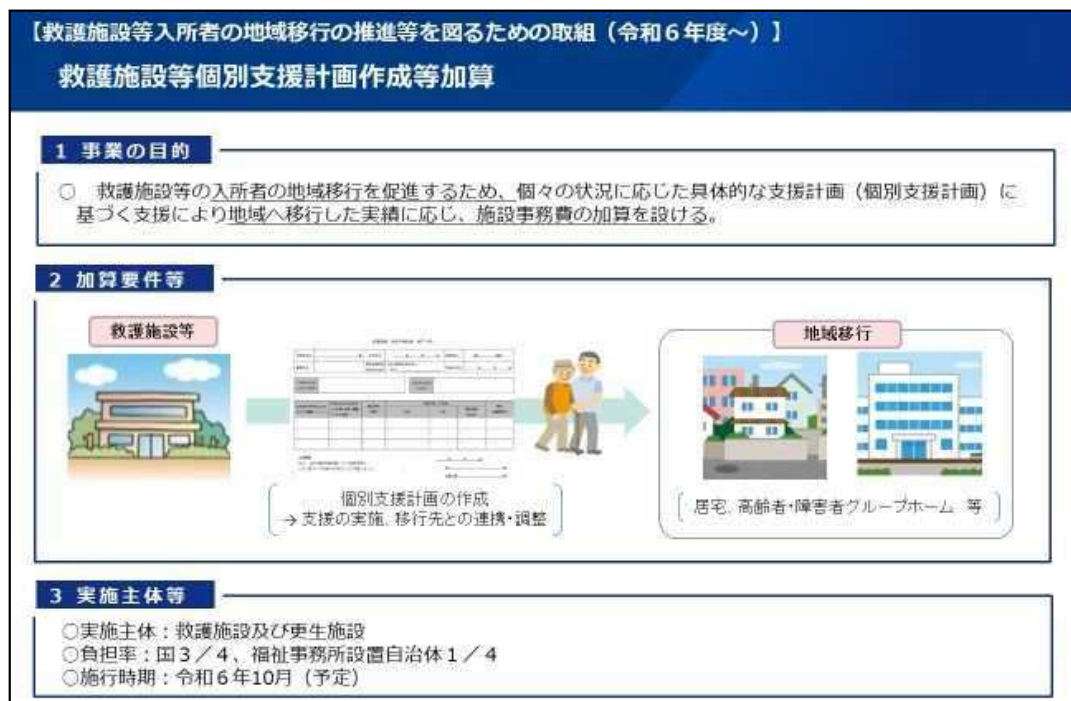 【救護施設等入所者の地域移行の推進等を図るための取組（令和６年度～）】
救護施設等個別支援計画作成等加算
１ 事業の目的
○ 救護施設等の入所者の地域移行を促進するため、個々の状況に応じた具体的な支援計画（個別支援計画）に
基づく支援により地域へ移行した実績に応じ、施設事務費の加算を設ける。
２ 加算要件等
救護施設等
個別支援計画の作成
→ 支援の実施、移行先との連携・調整
地域移行
居宅、高齢者・障害者グループホーム 等
３ 実施主体等
○実施主体：救護施設及び更生施設
○負担率：国３／４、福祉事務所設置自治体１／４
○施行時期：令和６年10月（予定）